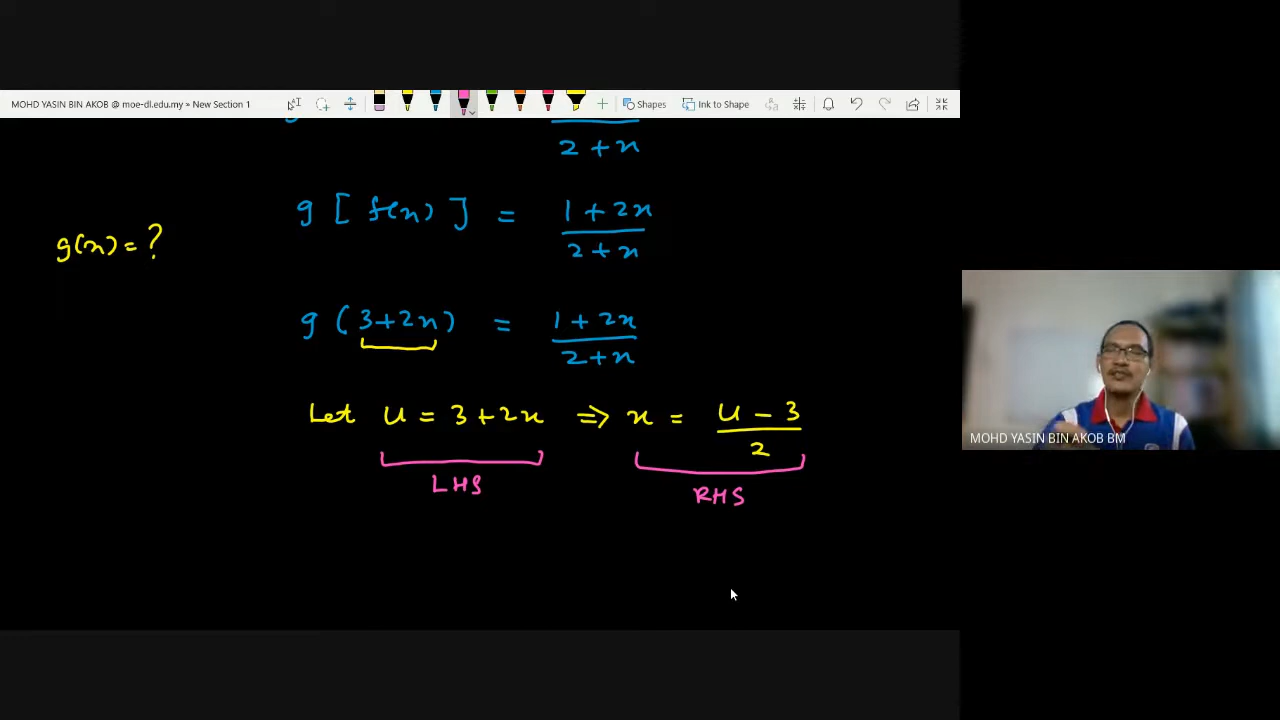 MOHD YASIN BIN AKOB @ moe-dl.edu.my » New Section 1
Shapes
Ink to Shape
2 + x
g [ f(x) ] = 1 + 2x / 2 + x
g(x) = ?
g (3+2x) = 1 + 2x / 2 + x
Let u = 3 + 2x ⇒ x = u - 3 / 2
LHS RHS
MOHD YASIN BIN AKOB BM